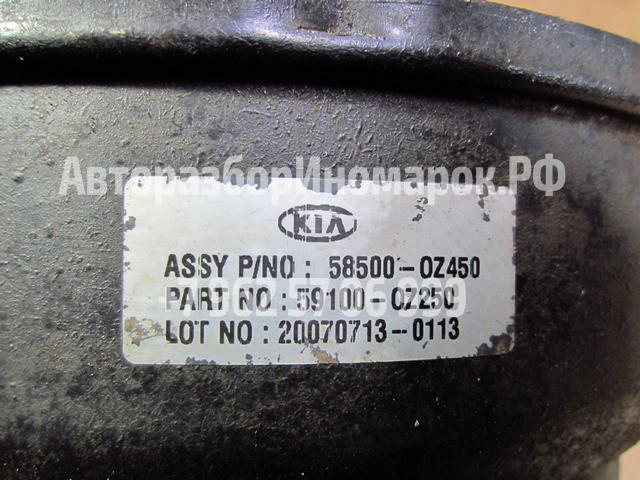 АвторазборИномарок.РФ
KIA
ASSY P/NO : 58500-0Z450
PART NO : 59100-0Z250
LOT NO : 20070713-0113